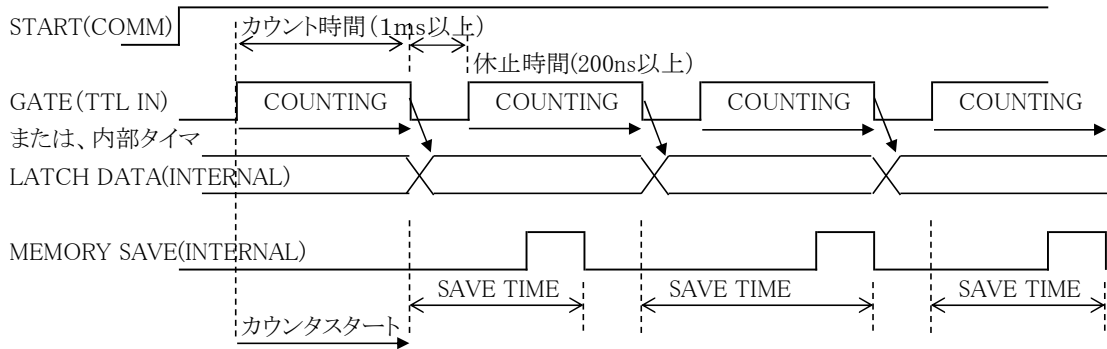 START(COMM)
カウント時間(1ms以上)
休止時間(200ns以上)
GATE(TTL IN)
COUNTING
COUNTING
COUNTING
COUNTING
または、内部タイマ
LATCH DATA(INTERNAL)
MEMORY SAVE(INTERNAL)
SAVE TIME
SAVE TIME
SAVE TIME
カウンタスタート